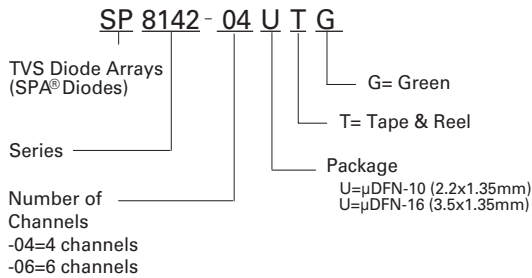 SP 8142 - 04 U T G
TVS Diode Arrays
(SPA® Diodes)
G= Green
T= Tape & Reel
Series
Package
U=µDFN-10 (2.2x1.35mm)
U=µDFN-16 (3.5x1.35mm)
Number of
Channels
-04=4 channels
-06=6 channels